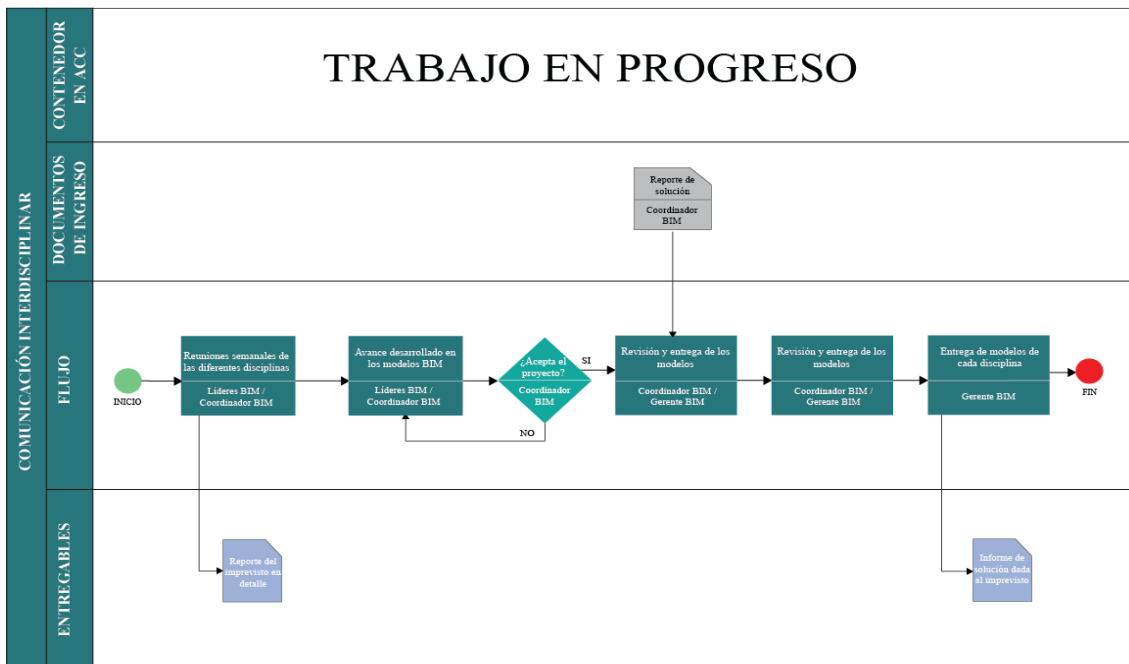 COMUNICACIÓN INTERDISCIPLINAR
CONTENEDOR
EN ACC
TRABAJO EN PROGRESO
DOCUMENTOS
DE INGRESO
Reporte de
solución
Coordinador
BIM
FLUJO
INICIO
Reuniones semanales de
las diferentes disciplinas
Líderes BIM /
Coordinador BIM
Avance desarrollado en
los modelos BIM
Líderes BIM /
Coordinador BIM
¿Acepta el
proyecto?
Coordinador
BIM
SI
NO
Revisión y entrega de los
modelos
Coordinador BIM /
Gerente BIM
Revisión y entrega de los
modelos
Coordinador BIM /
Gerente BIM
Entrega de modelos de
cada disciplina
Gerente BIM
FIN
ENTREGABLES
Reporte del
imprevisto en
detalle
Informe de
solución dada
al imprevisto